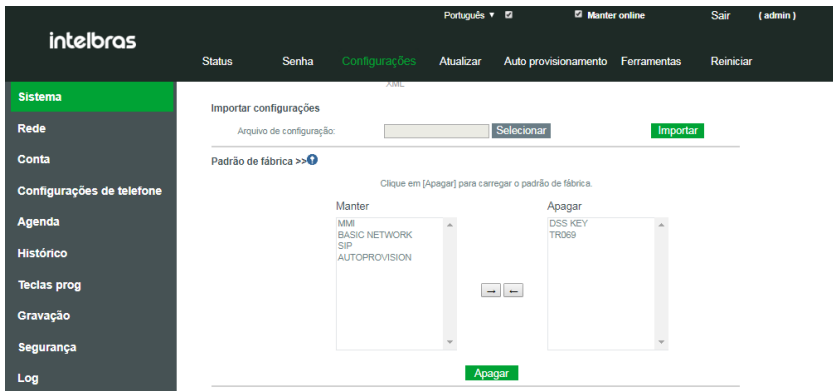 Português
Manter online
Sair
( admin )
intelbras
Status
Senha
Configurações
Atualizar
Auto provisionamento
Ferramentas
Reiniciar
Sistema
Rede
Conta
Configurações de telefone
Agenda
Histórico
Teclas prog
Gravação
Segurança
Log
XML
Importar configurações
Arquivo de configuração:
Selecionar
Importar
Padrão de fábrica >>
Clique em [Apagar] para carregar o padrão de fábrica.
Manter
MMI
BASIC NETWORK
SIP
AUTOPROVISION
→
←
Apagar
DSS KEY
TR069
Apagar